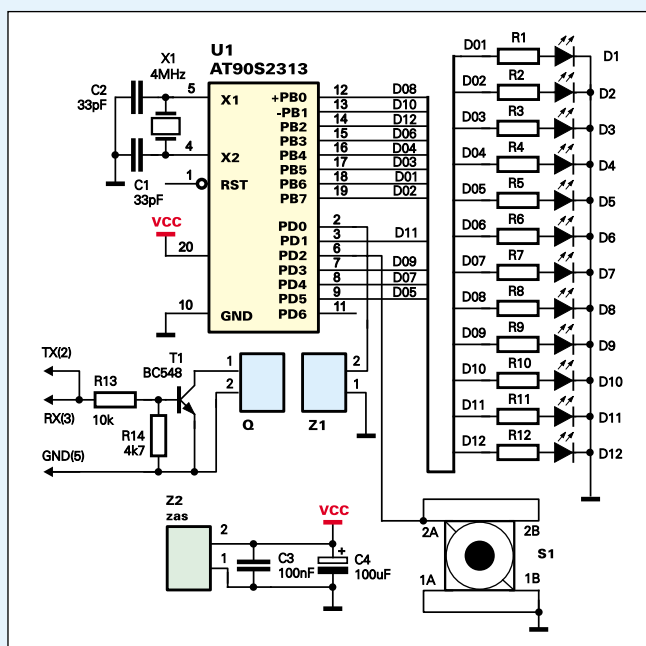 U1
AT90S2313
X1
4MHz
C2
33pF
C1
33pF
5
4
1
20
10
X1
X2
RST
GND
VCC
+PB0
-PB1
PB2
PB3
PB4
PB5
PB6
PB7
PD0
PD1
PD2
PD3
PD4
PD5
PD6
12 D08
13 D10
14 D12
15 D06
16 D04
17 D03
18 D01
19 D02
2
3 D11
6
7 D09
8 D07
9 D05
11
D01 R1 D1
D02 R2 D2
D03 R3 D3
D04 R4 D4
D05 R5 D5
D06 R6 D6
D07 R7 D7
D08 R8 D8
D09 R9 D9
D10 R10 D10
D11 R11 D11
D12 R12 D12
TX(2)
RX(3)
GND(5)
R13
10k
R14
4k7
T1
BC548
1
2
Q
2
1
Z1
Z2
zas
2
1
VCC
C3
100nF
+
C4
100uF
2A
2B
S1
1A
1B